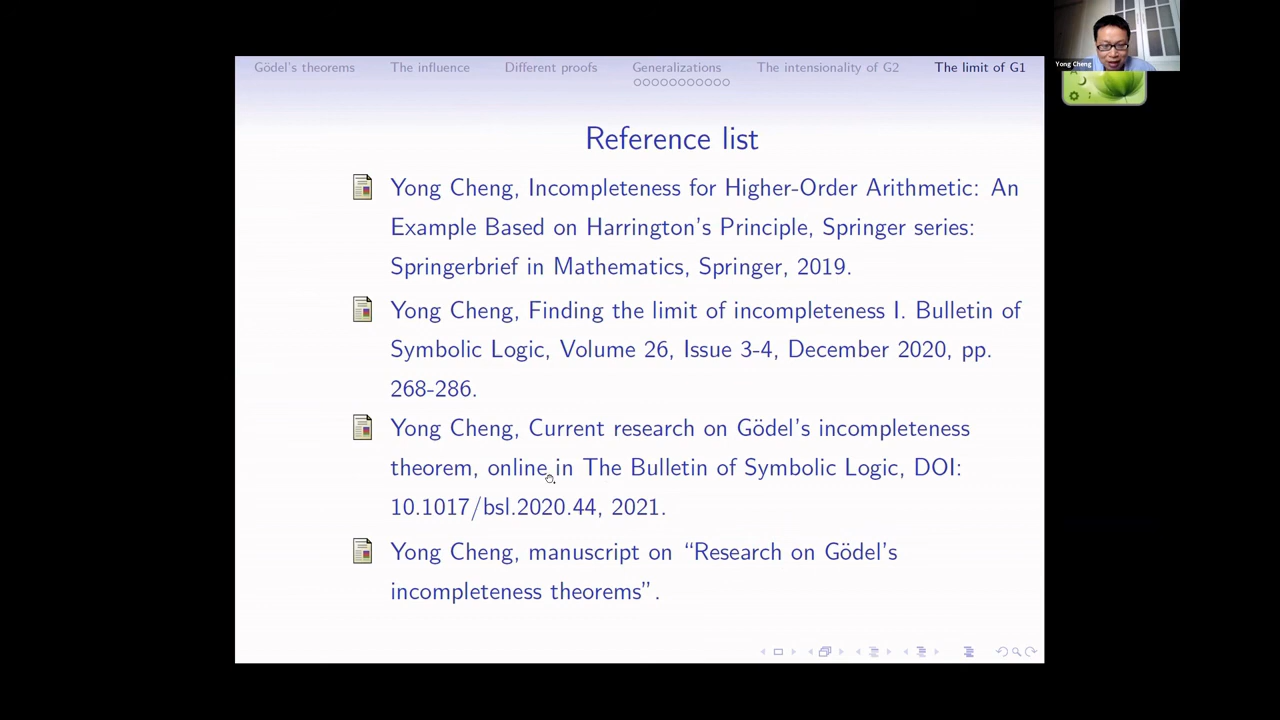 Gödel's theorems The influence Different proofs Generalizations The intensionality of G2 The limit of G1
Yong Cheng
Reference list
Yong Cheng, Incompleteness for Higher-Order Arithmetic: An
Example Based on Harrington's Principle, Springer series:
Springerbrief in Mathematics, Springer, 2019.
Yong Cheng, Finding the limit of incompleteness I. Bulletin of
Symbolic Logic, Volume 26, Issue 3-4, December 2020, pp.
268-286.
Yong Cheng, Current research on Gödel's incompleteness
theorem, online in The Bulletin of Symbolic Logic, DOI:
10.1017/bsl.2020.44, 2021.
Yong Cheng, manuscript on “Research on Gödel's
incompleteness theorems”.